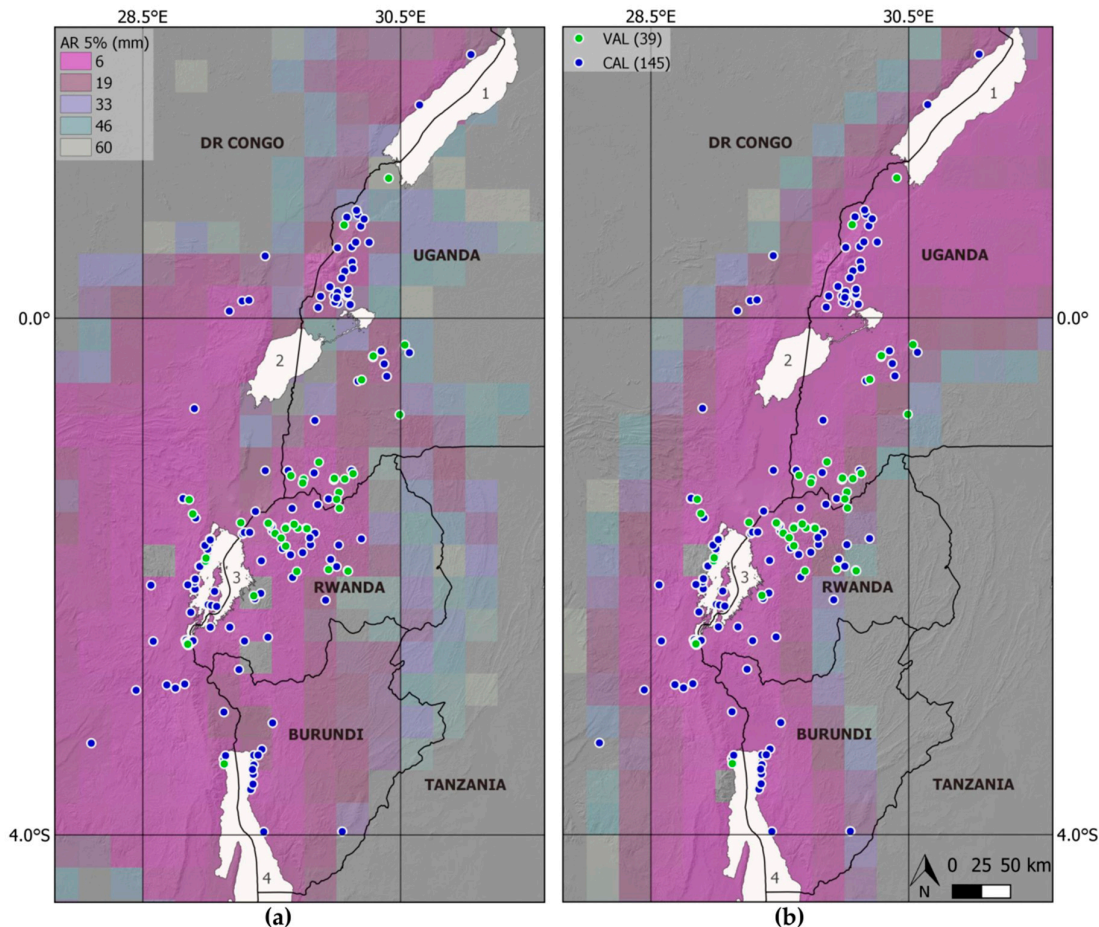 28.5°E 30.5°E 28.5°E 30.5°E
AR 5% (mm)
6
19
33
46
60
VAL (39)
CAL (145)
1
1
DR CONGO
DR CONGO
UGANDA
UGANDA
0.0°
0.0°
2
2
3
3
RWANDA
RWANDA
BURUNDI
BURUNDI
TANZANIA
TANZANIA
4.0°S
4.0°S
4
4
N
0 25 50 km
(a)
(b)